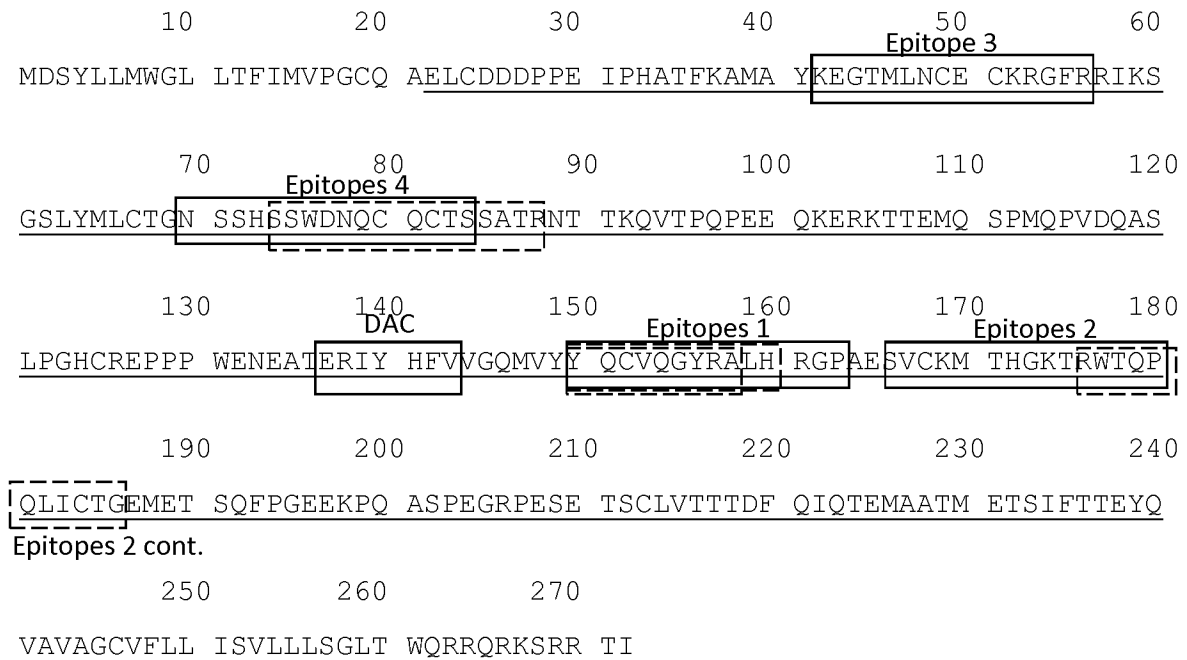 10 20 30 40 50 60
Epitope 3
MDSYLLMWGL LTFIMVPGCQ AELCDDDPPE IPHATFKAMA YKEGTMLNCE CKRGFRRIKS
70 80 90 100 110 120
Epitopes 4
GSLYMLCTGN SSHSSWDNQC QCTSSATRNT TKQVTPQPEE QKERKTTEMQ SPMQPVDQAS
130 140 150 160 170 180
DAC Epitopes 1 Epitopes 2
LPGHCREPPP WENEATERIY HFVVGQMVYY QCVQGYRALH RGPAESVCKM THGKTRWTQP
190 200 210 220 230 240
QLICTGEMET SQFPGEEKPQ ASPEGRPESE TSCLVTTTDF QIQTEMAATM ETSIFTTEYQ
Epitopes 2 cont.
250 260 270
VAVAGCVFLL ISVLLLSGLT WQRRQRKSRR TI